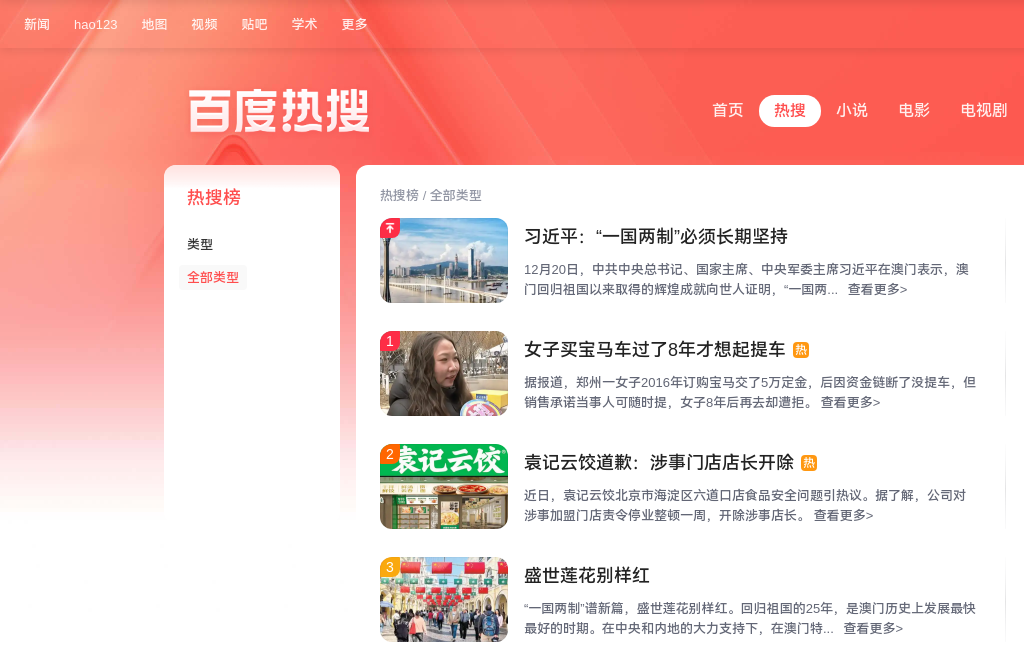 新闻 hao123 地图 视频 贴吧 学术 更多
百度热搜
首页 热搜 小说 电影 电视剧
热搜榜
类型
全部类型
热搜榜 / 全部类型
习近平：“一国两制”必须长期坚持
12月20日，中共中央总书记、国家主席、中央军委主席习近平在澳门表示，澳
门回归祖国以来取得的辉煌成就向世人证明，“一国两... 查看更多>
1
女子买宝马车过了8年才想起提车 热
据报道，郑州一女子2016年订购宝马交了5万定金，后因资金链断了没提车，但
销售承诺当事人可随时提，女子8年后再去却遭拒。 查看更多>
2
袁记云饺
袁记云饺道歉：涉事门店店长开除 热
近日，袁记云饺北京市海淀区六道口店食品安全问题引热议。据了解，公司对
涉事加盟门店责令停业整顿一周，开除涉事店长。 查看更多>
3
盛世莲花别样红
“一国两制”谱新篇，盛世莲花别样红。回归祖国的25年，是澳门历史上发展最快
最好的时期。在中央和内地的大力支持下，在澳门特... 查看更多>